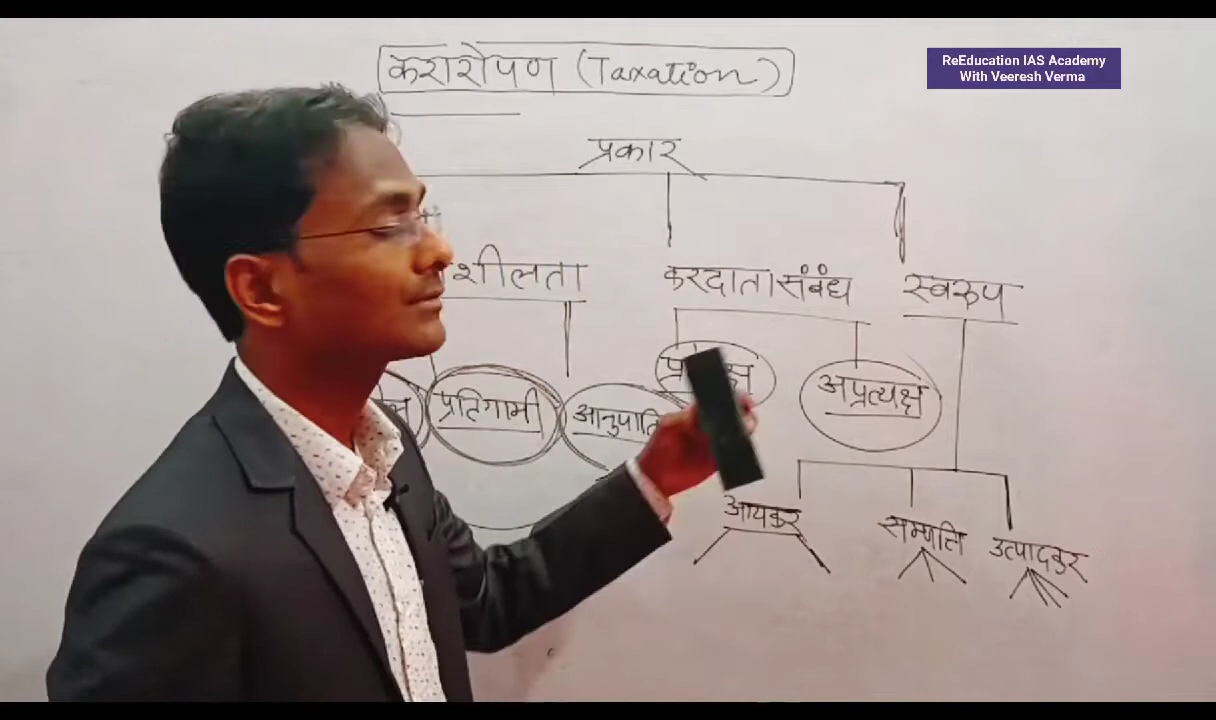 ReEducation IAS Academy
With Veeresh Verma
करारोपण (Taxation)
प्रकार
शीलता
करदाता संबंध
स्वरूप
प्रतिगामी
अप्रत्यक्ष
आयकर
सम्पति
उत्पादकर